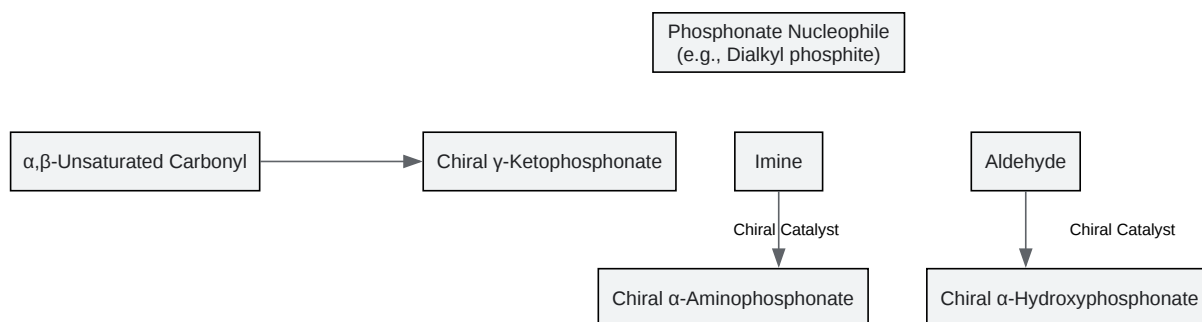 Phosphonate Nucleophile
(e.g., Dialkyl phosphite)
α,β-Unsaturated Carbonyl
Chiral γ-Ketophosphonate
Imine
Aldehyde
Chiral Catalyst
Chiral Catalyst
Chiral α-Aminophosphonate
Chiral α-Hydroxyphosphonate